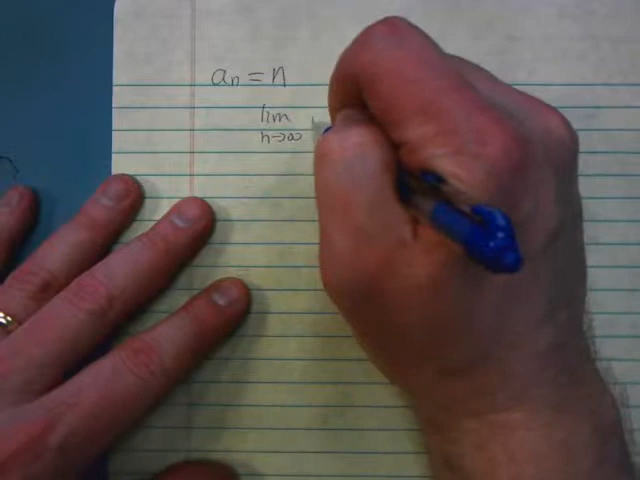 aₙ = n
lim
n→∞